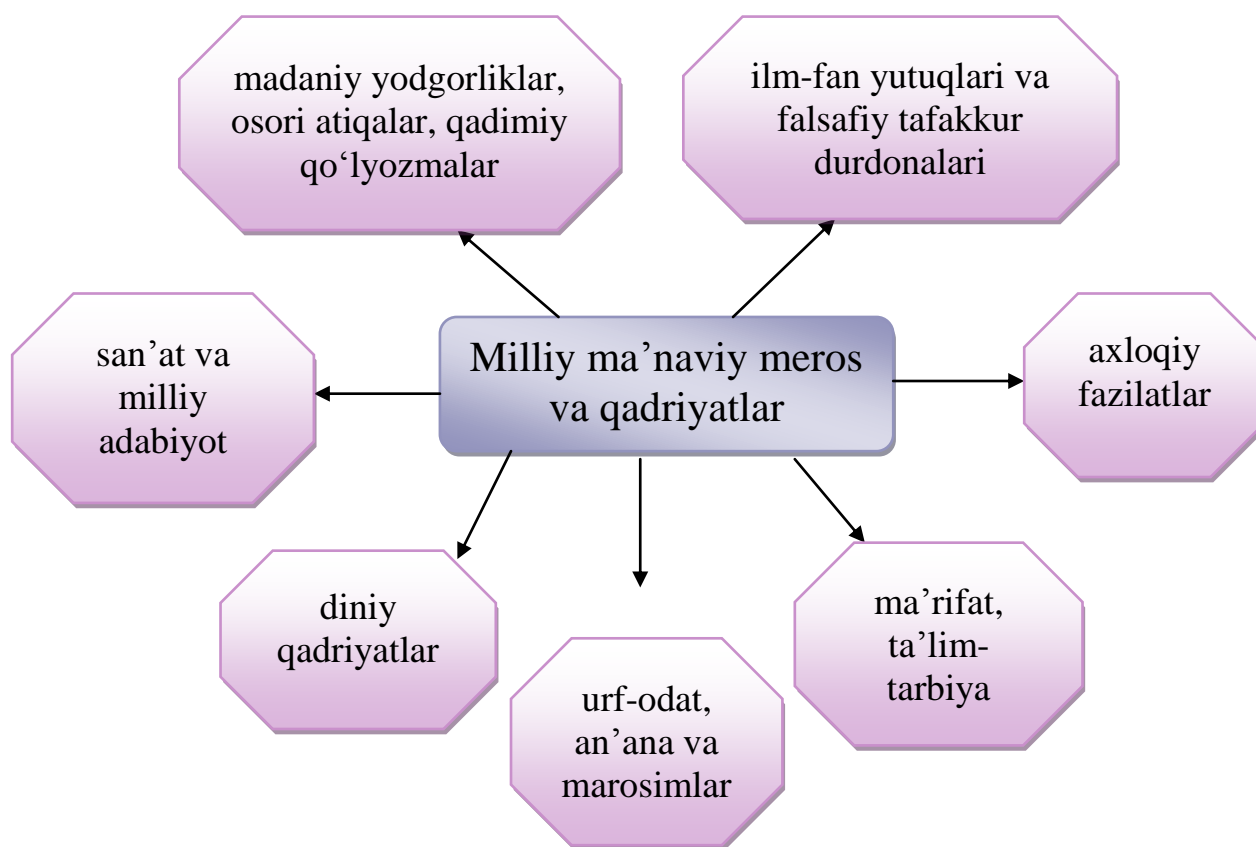 madaniy yodgorliklar,
osori atiqalar, qadimiy
qo‘lyozmalar
ilm-fan yutuqlari va
falsafiy tafakkur
durdonalari
san’at va
milliy
adabiyot
Milliy ma’naviy meros
va qadriyatlar
axloqiy
fazilatlar
diniy
qadriyatlar
urf-odat,
an’ana va
marosimlar
ma’rifat,
ta’lim-
tarbiya